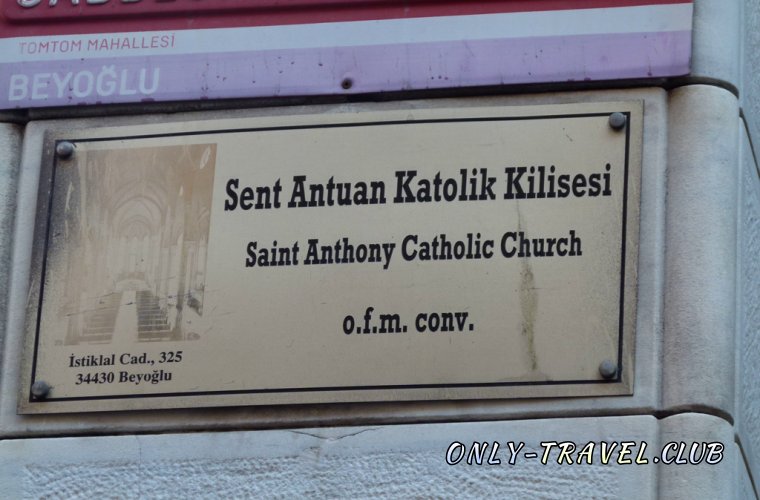 TOMTOM MAHALLESİ
BEYOĞLU
Sent Antuan Katolik Kilisesi
Saint Anthony Catholic Church
o.f.m. conv.
İstiklal Cad., 325
34430 Beyoğlu
ONLY-TRAVEL.CLUB